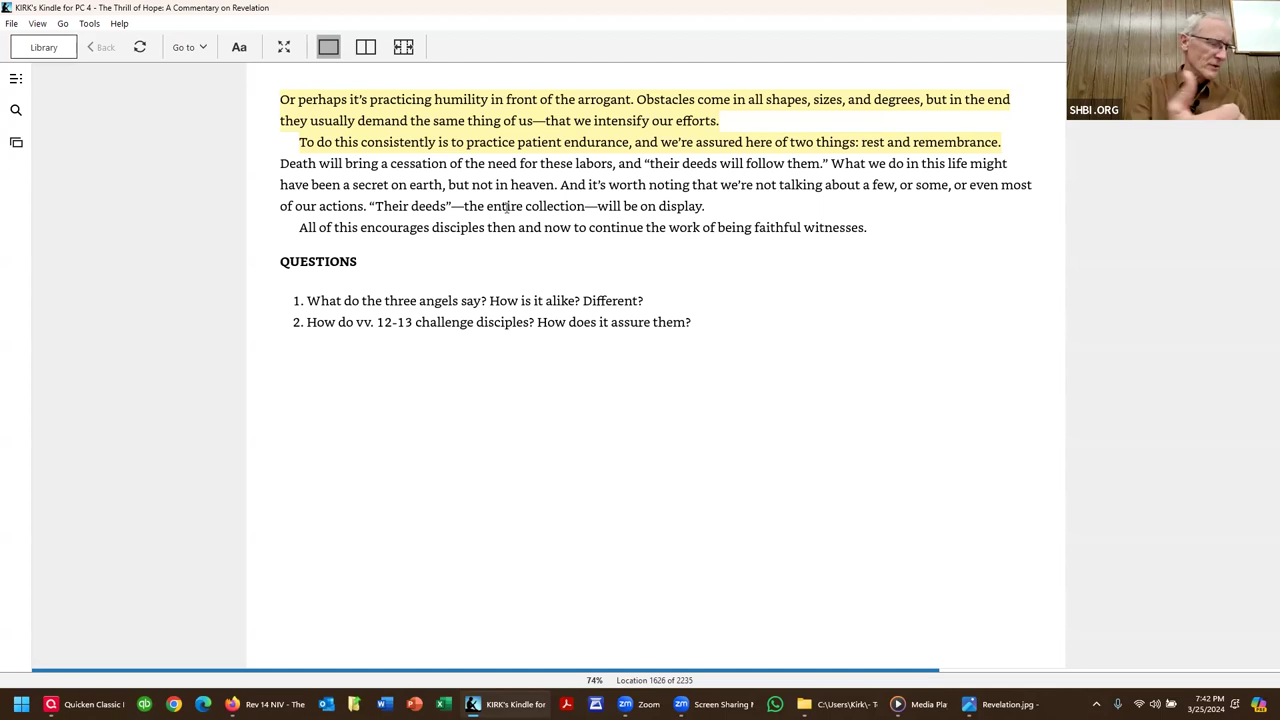 KIRK's Kindle for PC 4 - The Thrill of Hope: A Commentary on Revelation
File View Go Tools Help
Library Back Go to Aa
SHBI.ORG
Or perhaps it's practicing humility in front of the arrogant. Obstacles come in all shapes, sizes, and degrees, but in the end
they usually demand the same thing of us—that we intensify our efforts.
To do this consistently is to practice patient endurance, and we're assured here of two things: rest and remembrance.
Death will bring a cessation of the need for these labors, and “their deeds will follow them.” What we do in this life might
have been a secret on earth, but not in heaven. And it's worth noting that we're not talking about a few, or some, or even most
of our actions. “Their deeds”—the entire collection—will be on display.
All of this encourages disciples then and now to continue the work of being faithful witnesses.
QUESTIONS
1. What do the three angels say? How is it alike? Different?
2. How do vv. 12-13 challenge disciples? How does it assure them?
74% Location 1626 of 2235
Quicken Classic Rev 14 NIV - The KIRK's Kindle for Zoom Screen Sharing C:\Users\Kirk\- T Media Pla Revelation.jpg - 7:42 PM
3/25/2024